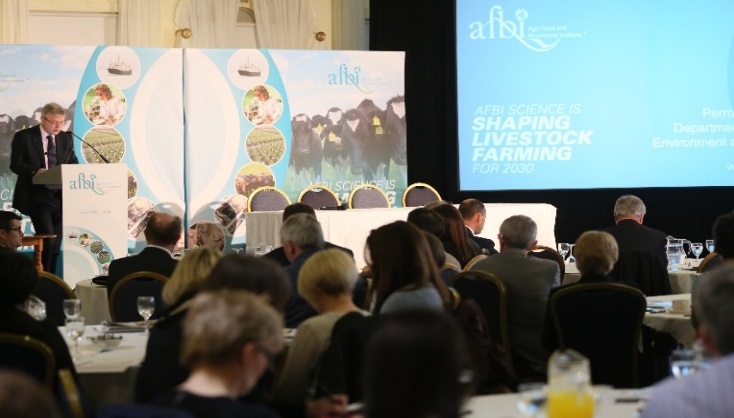 afbi
Agri-Food and
Biosciences Institute
AFBI SCIENCE IS
SHAPING
LIVESTOCK
FARMING
FOR 2030
Perm
Department
Environment a
w
afbi
afbi
AFBI SCIENCE IS